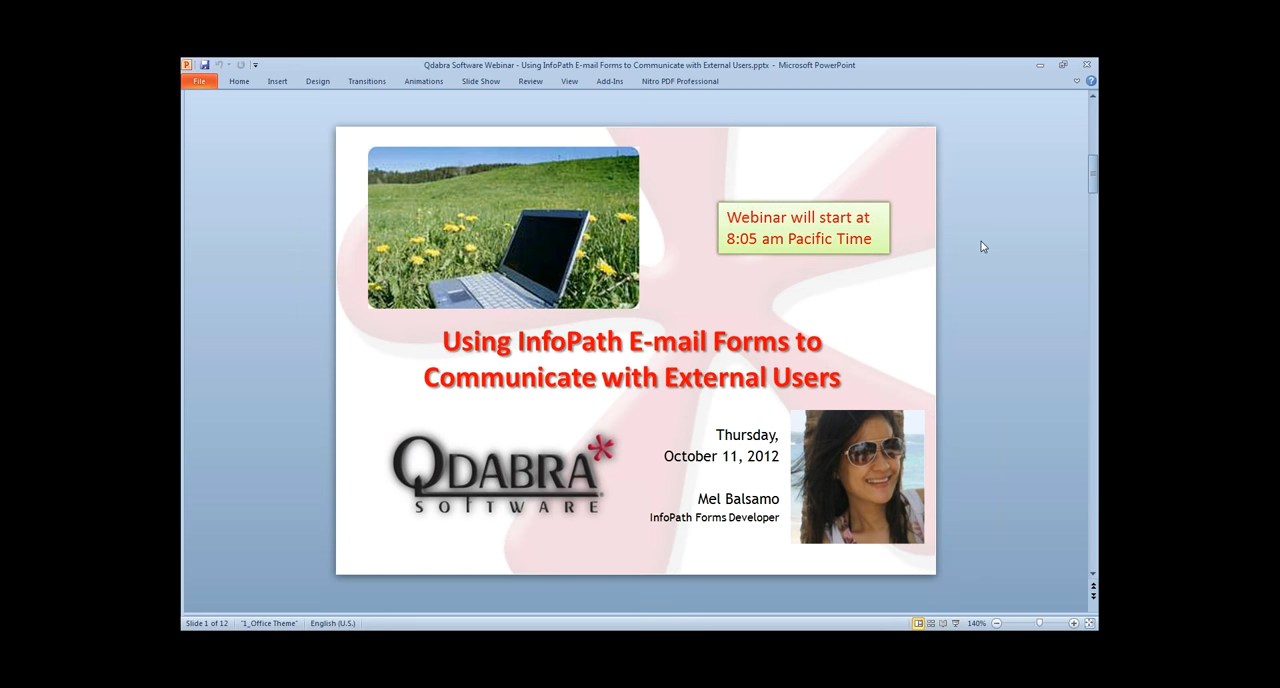 Qdabra Software Webinar - Using InfoPath E-mail Forms to Communicate with External Users.pptx - Microsoft PowerPoint
File Home Insert Design Transitions Animations Slide Show Review View Add-Ins Nitro PDF Professional
Webinar will start at
8:05 am Pacific Time
Using InfoPath E-mail Forms to
Communicate with External Users
QDABRA
SOFTWARE
Thursday,
October 11, 2012
Mel Balsamo
InfoPath Forms Developer
Slide 1 of 12 "1_Office Theme" English (U.S.) 140%